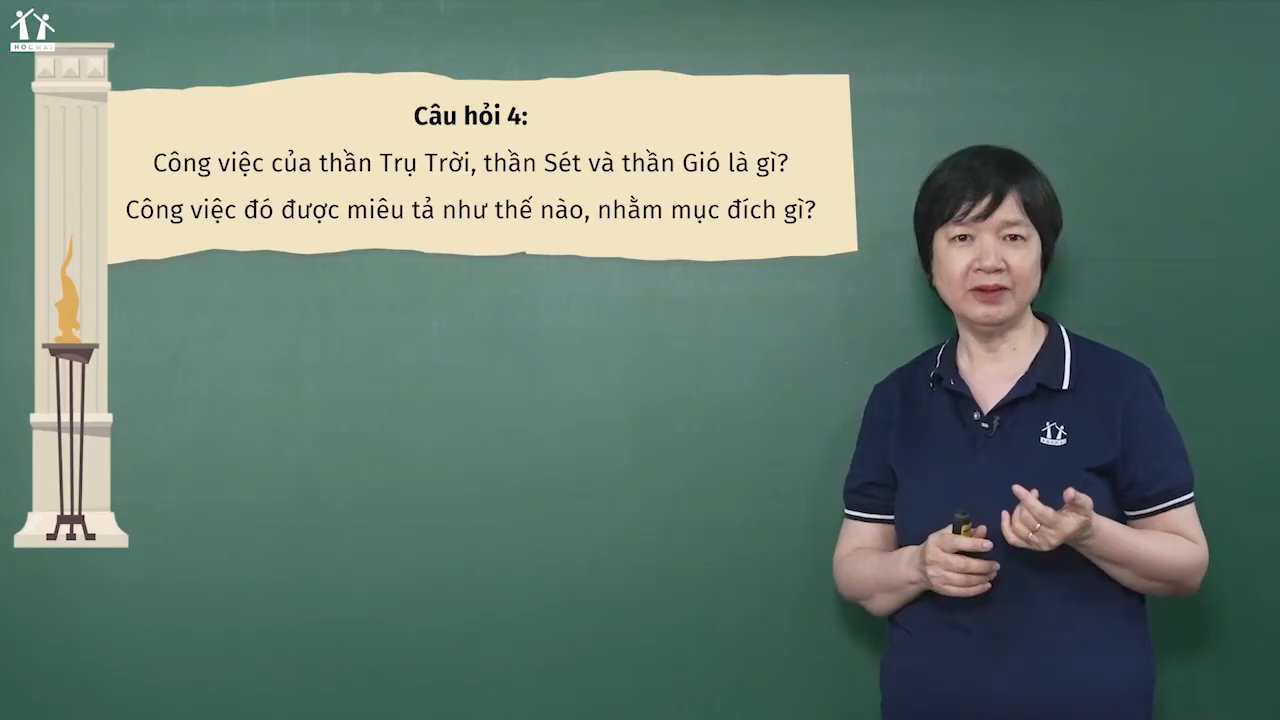 HOCMAI
Câu hỏi 4:
Công việc của thần Trụ Trời, thần Sét và thần Gió là gì?
Công việc đó được miêu tả như thế nào, nhằm mục đích gì?